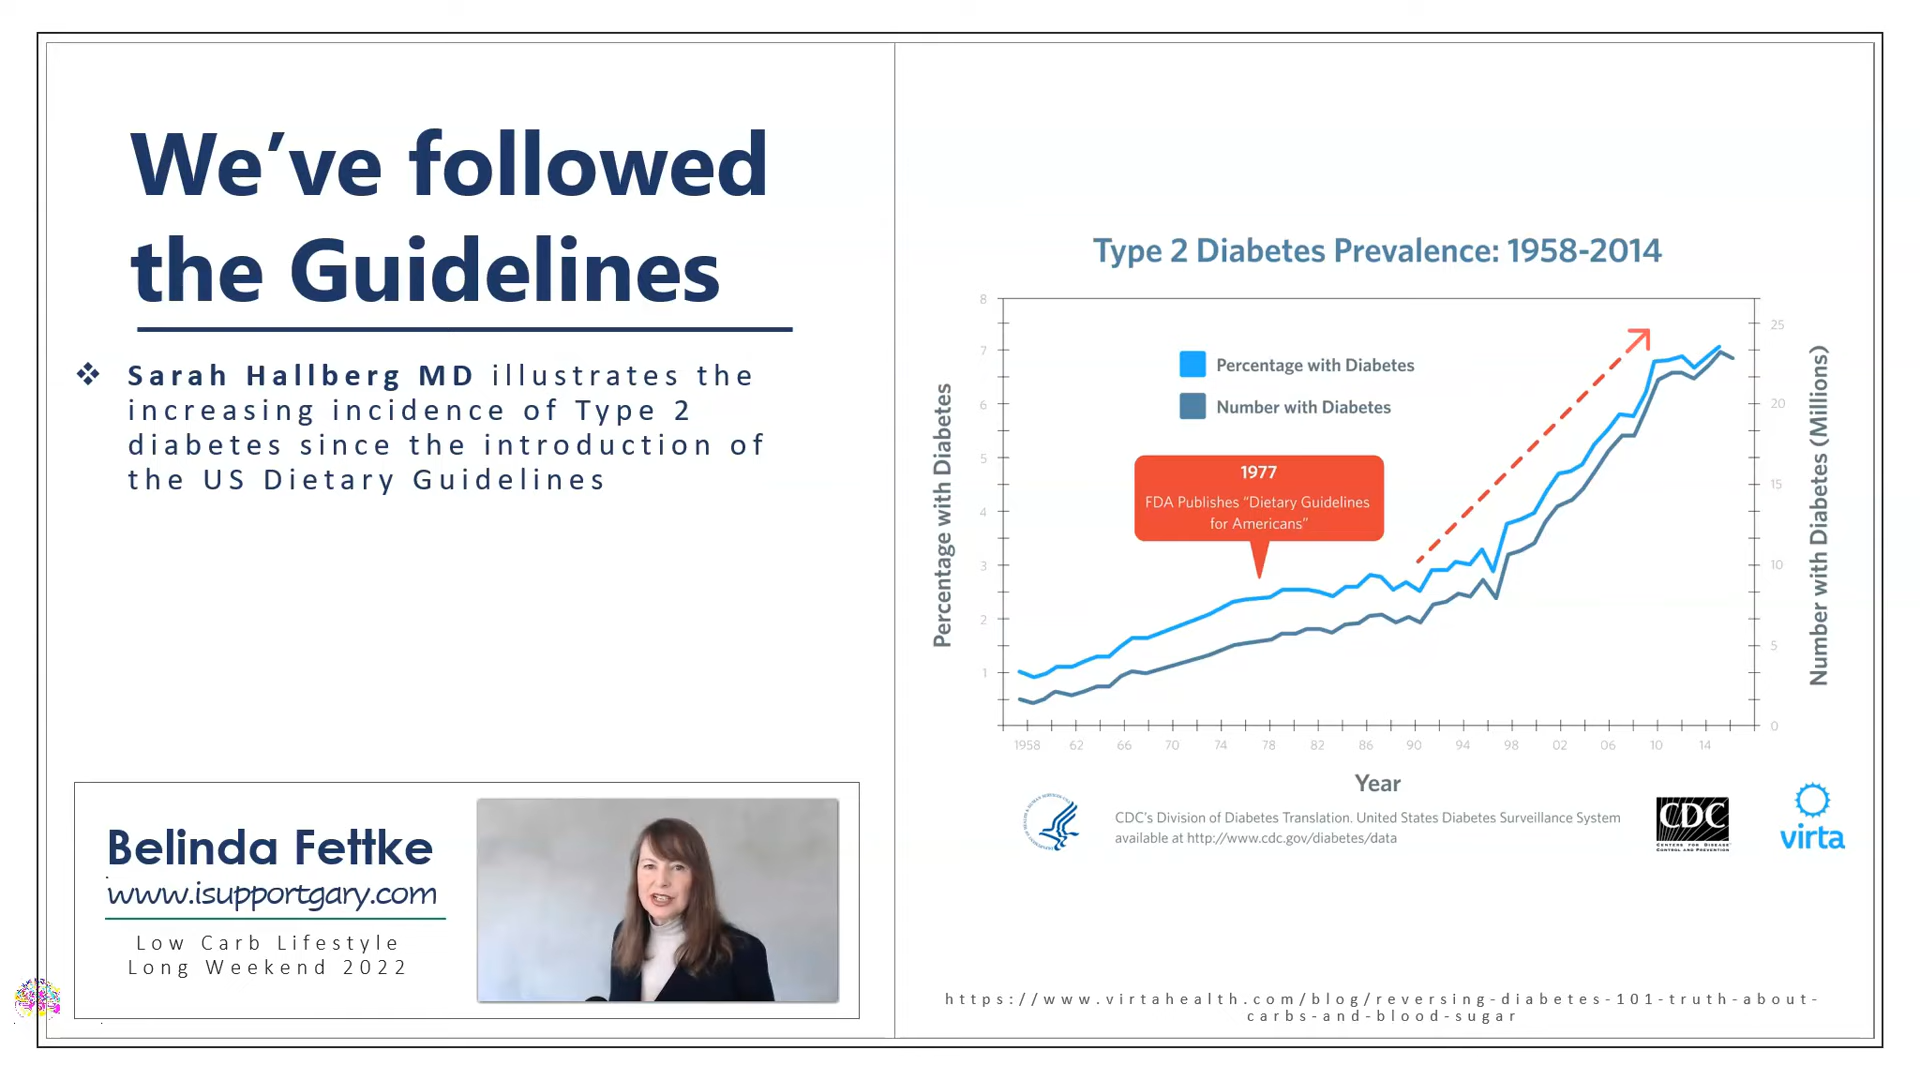 We’ve followed
the Guidelines
❖ Sarah Hallberg MD illustrates the
increasing incidence of Type 2
diabetes since the introduction of
the US Dietary Guidelines
Belinda Fettke
www.isupportgary.com
Low Carb Lifestyle
Long Weekend 2022
Type 2 Diabetes Prevalence: 1958-2014
Percentage with Diabetes
8
7
6
5
4
3
2
1
Percentage with Diabetes
Number with Diabetes
1977
FDA Publishes “Dietary Guidelines
for Americans”
25
20
15
10
5
0
Number with Diabetes (Millions)
1958 62 66 70 74 78 82 86 90 94 98 02 06 10 14
Year
CDC’s Division of Diabetes Translation. United States Diabetes Surveillance System
available at http://www.cdc.gov/diabetes/data
CDC
CENTERS FOR DISEASE
CONTROL AND PREVENTION
virta
https://www.virtahealth.com/blog/reversing-diabetes-101-truth-about-
carbs-and-blood-sugar